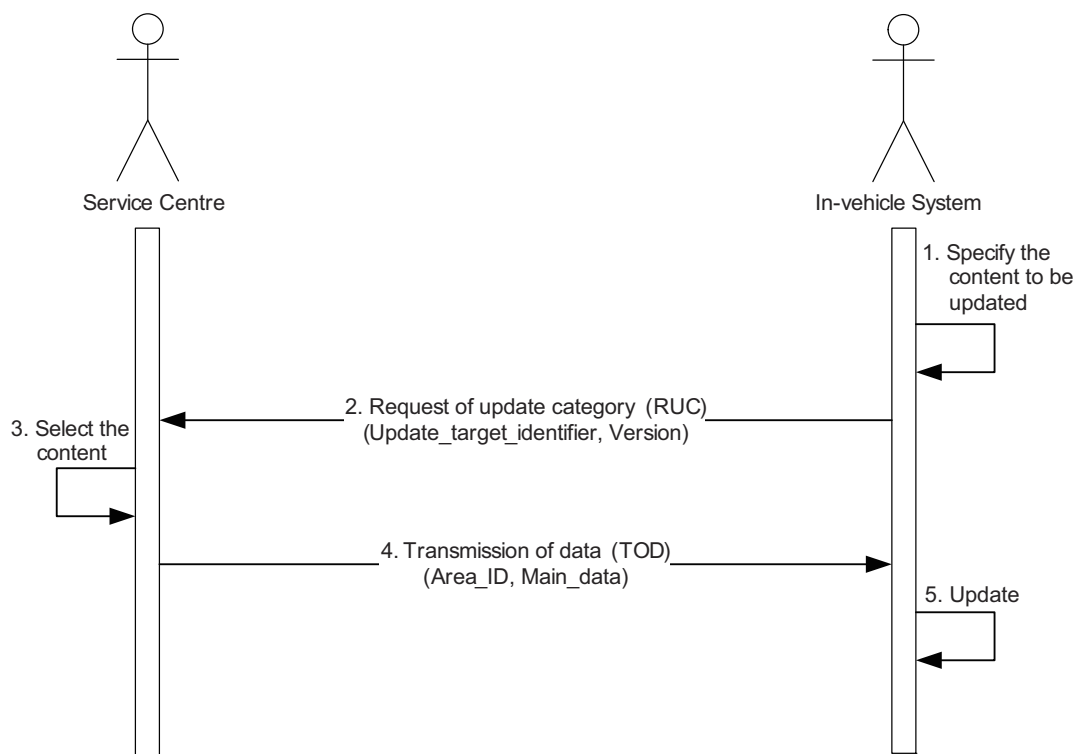 Service Centre
In-vehicle System
1. Specify the
content to be
updated
2. Request of update category (RUC)
(Update_target_identifier, Version)
3. Select the
content
4. Transmission of data (TOD)
(Area_ID, Main_data)
5. Update